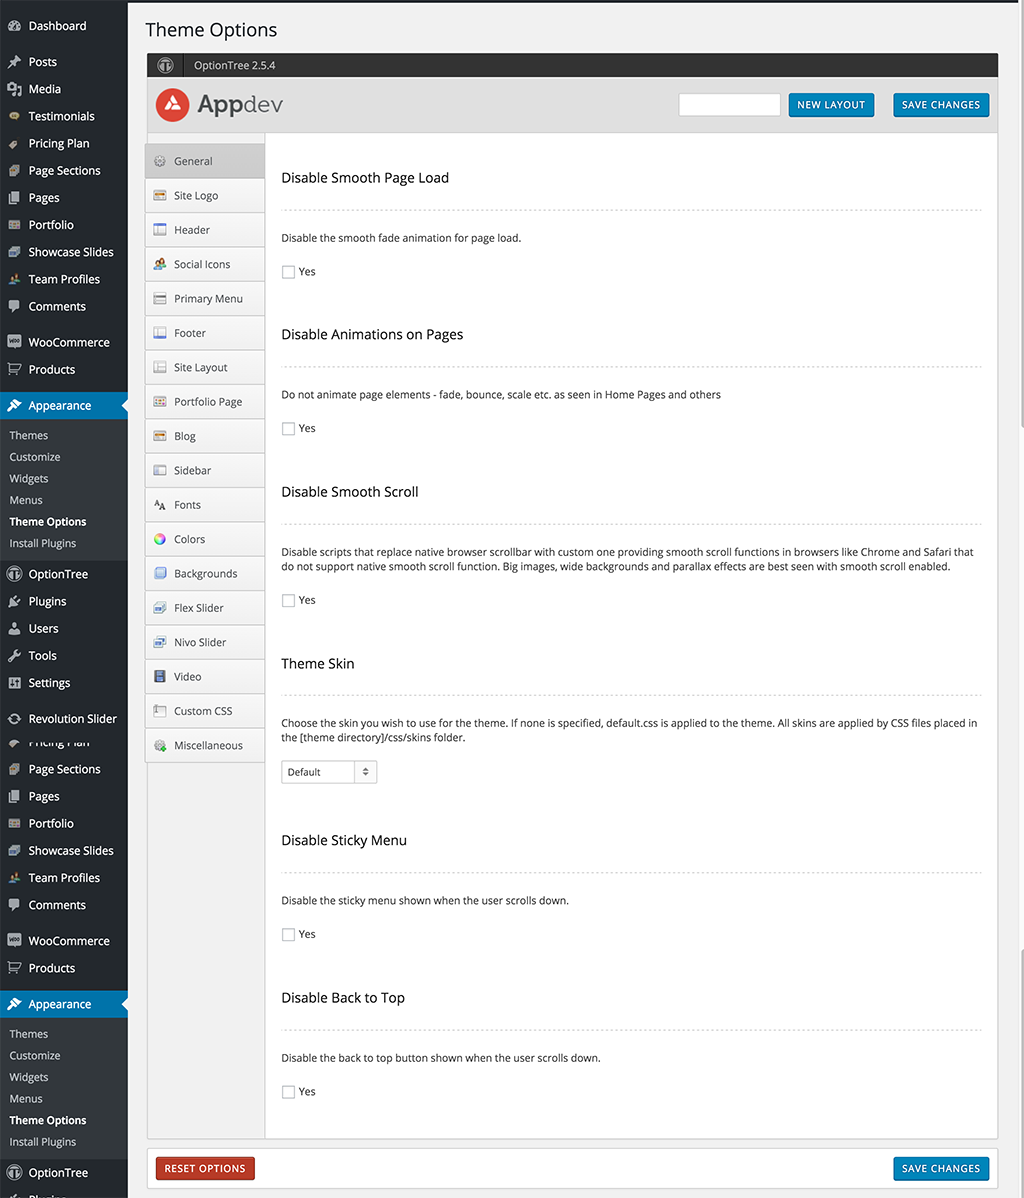 Dashboard
Posts
Media
Testimonials
Pricing Plan
Page Sections
Pages
Portfolio
Showcase Slides
Team Profiles
Comments
WooCommerce
Products
Appearance
Themes
Customize
Widgets
Menus
Theme Options
Install Plugins
OptionTree
Plugins
Users
Tools
Settings
Revolution Slider
Pricing Plan
Page Sections
Pages
Portfolio
Showcase Slides
Team Profiles
Comments
WooCommerce
Products
Appearance
Themes
Customize
Widgets
Menus
Theme Options
Install Plugins
OptionTree
Theme Options
OptionTree 2.5.4
Appdev
NEW LAYOUT
SAVE CHANGES
General
Site Logo
Header
Social Icons
Primary Menu
Footer
Site Layout
Portfolio Page
Blog
Sidebar
Fonts
Colors
Backgrounds
Flex Slider
Nivo Slider
Video
Custom CSS
Miscellaneous
Disable Smooth Page Load
Disable the smooth fade animation for page load.
Yes
Disable Animations on Pages
Do not animate page elements - fade, bounce, scale etc. as seen in Home Pages and others
Yes
Disable Smooth Scroll
Disable scripts that replace native browser scrollbar with custom one providing smooth scroll functions in browsers like Chrome and Safari that
do not support native smooth scroll function. Big images, wide backgrounds and parallax effects are best seen with smooth scroll enabled.
Yes
Theme Skin
Choose the skin you wish to use for the theme. If none is specified, default.css is applied to the theme. All skins are applied by CSS files placed in
the [theme directory]/css/skins folder.
Default
Disable Sticky Menu
Disable the sticky menu shown when the user scrolls down.
Yes
Disable Back to Top
Disable the back to top button shown when the user scrolls down.
Yes
RESET OPTIONS
SAVE CHANGES